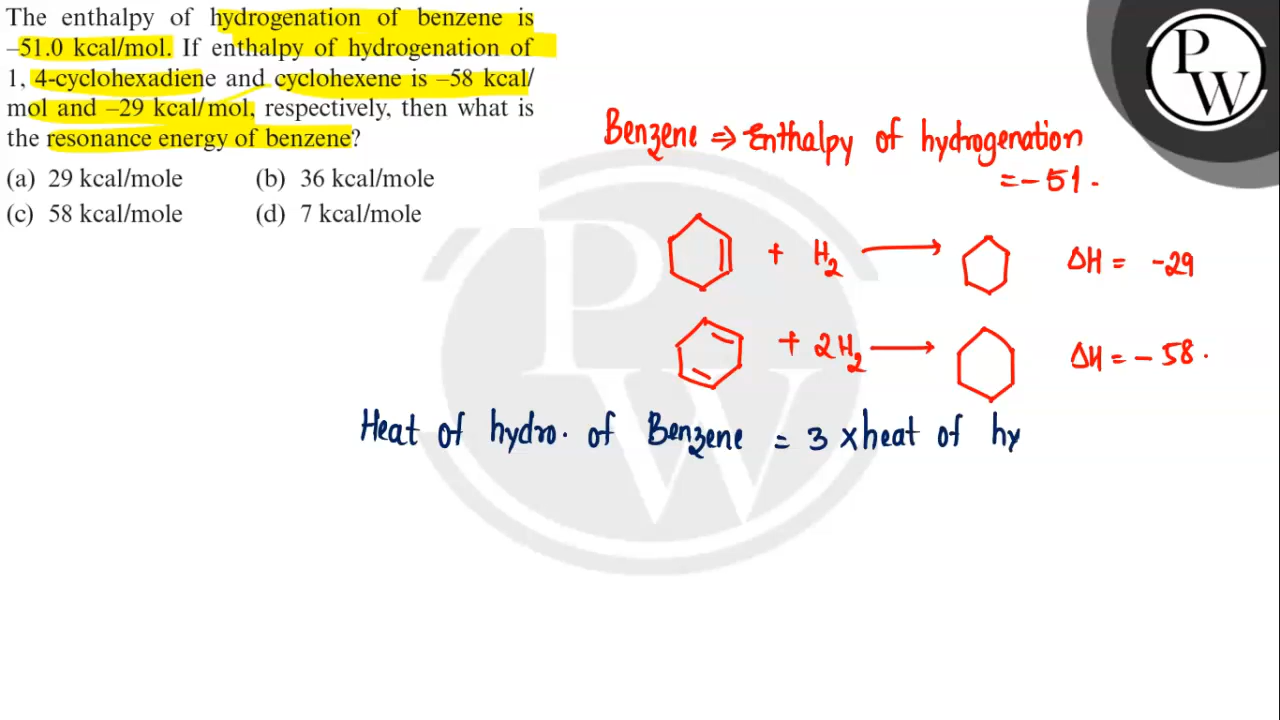 The enthalpy of hydrogenation of benzene is
–51.0 kcal/mol. If enthalpy of hydrogenation of
1, 4-cyclohexadiene and cyclohexene is –58 kcal/
mol and –29 kcal/mol, respectively, then what is
the resonance energy of benzene?
(a) 29 kcal/mole (b) 36 kcal/mole
(c) 58 kcal/mole (d) 7 kcal/mole
P
W
Benzene ⇒ Enthalpy of hydrogenation
= -51.
+ H₂ ⟶ ΔH = -29
+ 2H₂ ⟶ ΔH = - 58.
Heat of hydro. of Benzene = 3 × heat of hy
P
W